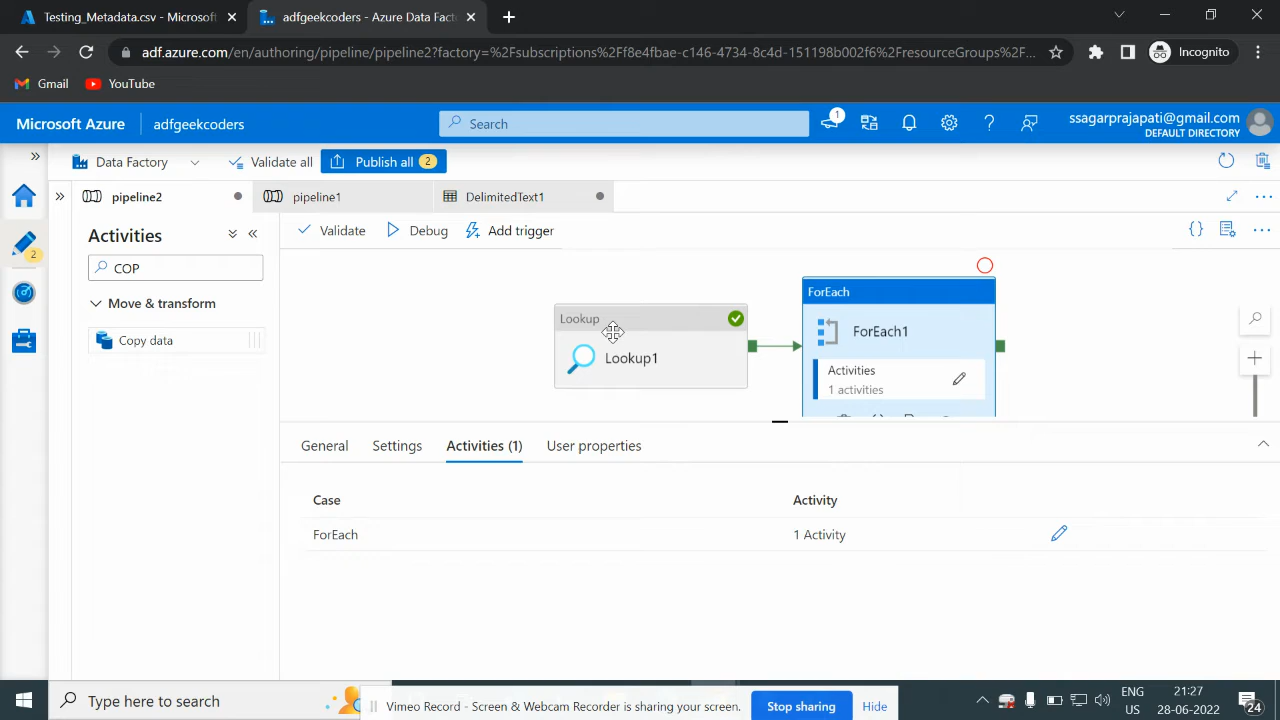 Testing_Metadata.csv - Microsoft
adfgeekcoders - Azure Data Facto
adf.azure.com/en/authoring/pipeline/pipeline2?factory=%2Fsubscriptions%2Ff8e4fbae-c146-4734-8c4d-151198b002f6%2FresourceGroups%2F...
Incognito
Gmail
YouTube
Microsoft Azure
adfgeekcoders
Search
1
ssagarprajapati@gmail.com
DEFAULT DIRECTORY
Data Factory
Validate all
Publish all
2
pipeline2
pipeline1
DelimitedText1
2
Activities
COP
Move & transform
Copy data
Validate
Debug
Add trigger
Lookup
Lookup1
ForEach
ForEach1
Activities
1 activities
General
Settings
Activities (1)
User properties
Case
Activity
ForEach
1 Activity
Type here to search
Vimeo Record - Screen & Webcam Recorder is sharing your screen.
Stop sharing
Hide
ENG
US
21:27
28-06-2022
24